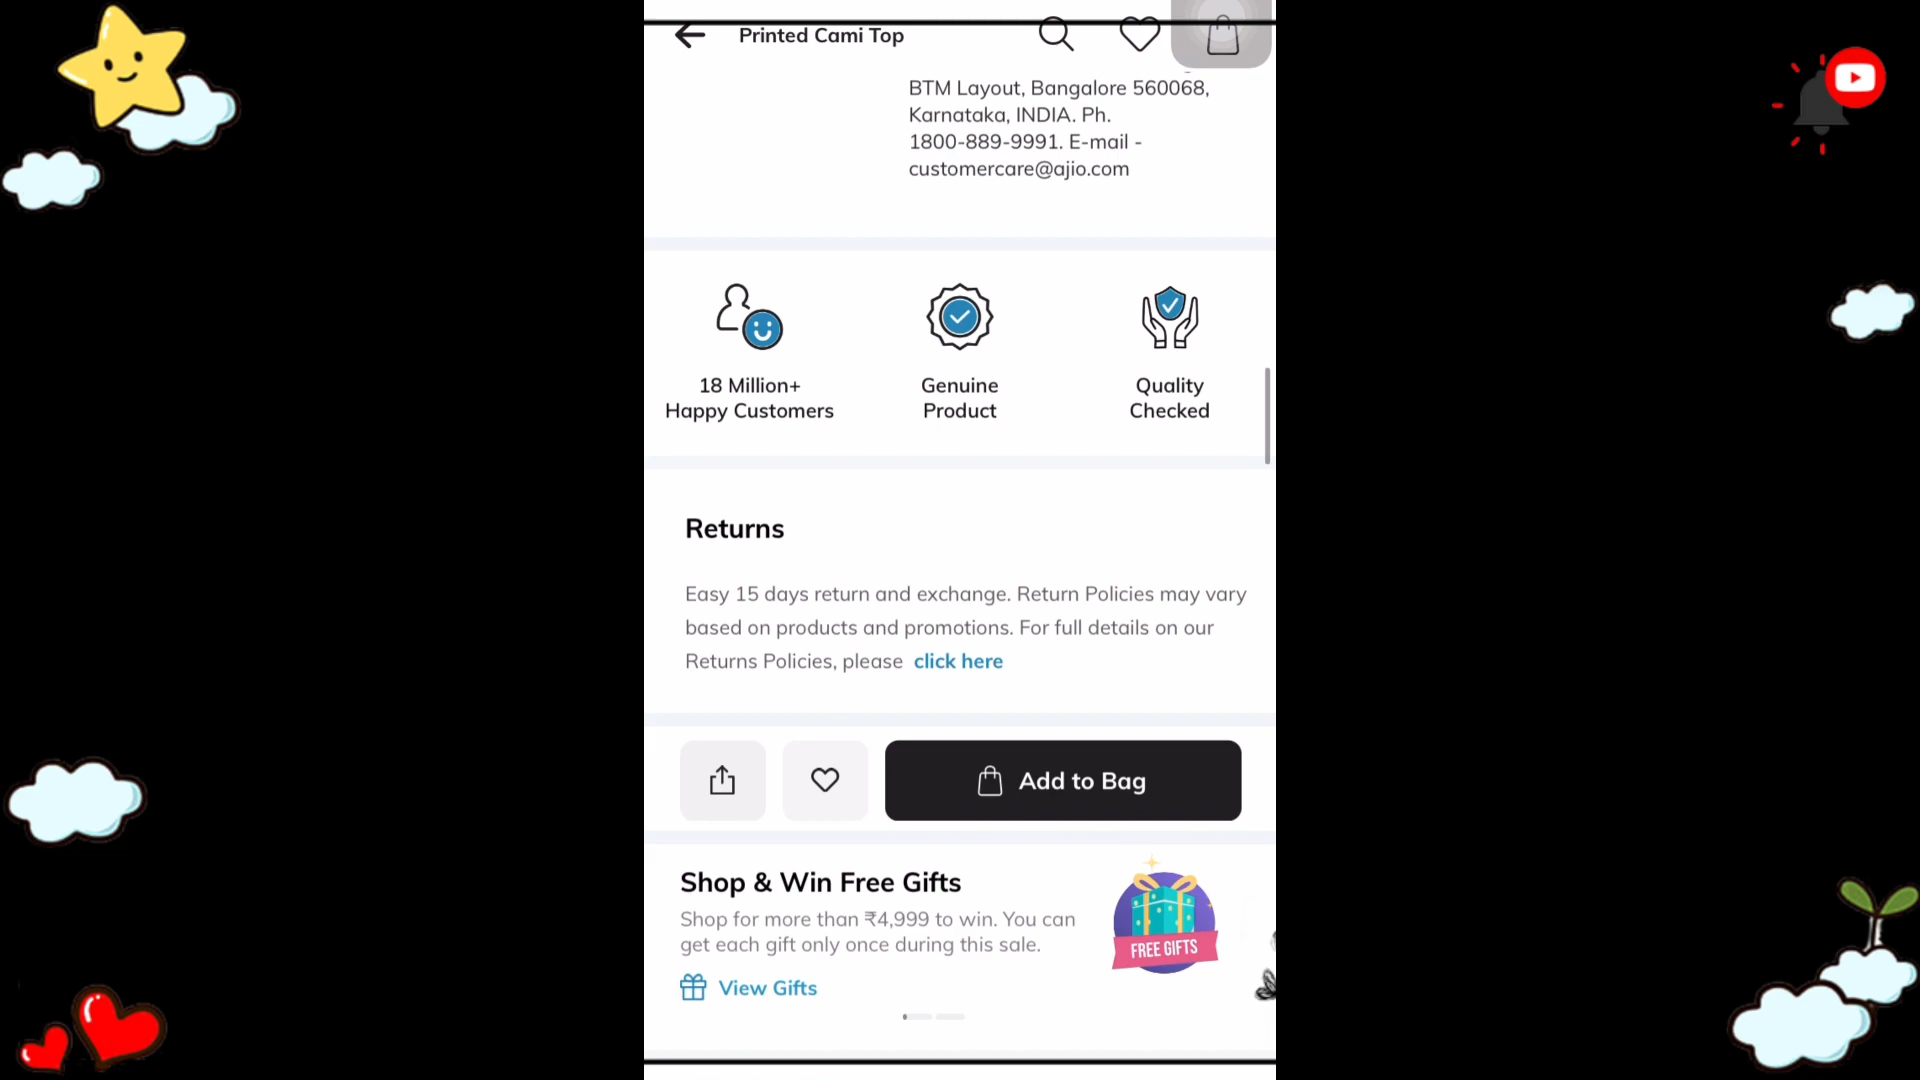 Printed Cami Top
BTM Layout, Bangalore 560068,
Karnataka, INDIA. Ph.
1800-889-9991. E-mail -
customercare@ajio.com
18 Million+
Happy Customers
Genuine
Product
Quality
Checked
Returns
Easy 15 days return and exchange. Return Policies may vary
based on products and promotions. For full details on our
Returns Policies, please click here
Add to Bag
Shop & Win Free Gifts
Shop for more than ₹4,999 to win. You can
get each gift only once during this sale.
FREE GIFTS
View Gifts